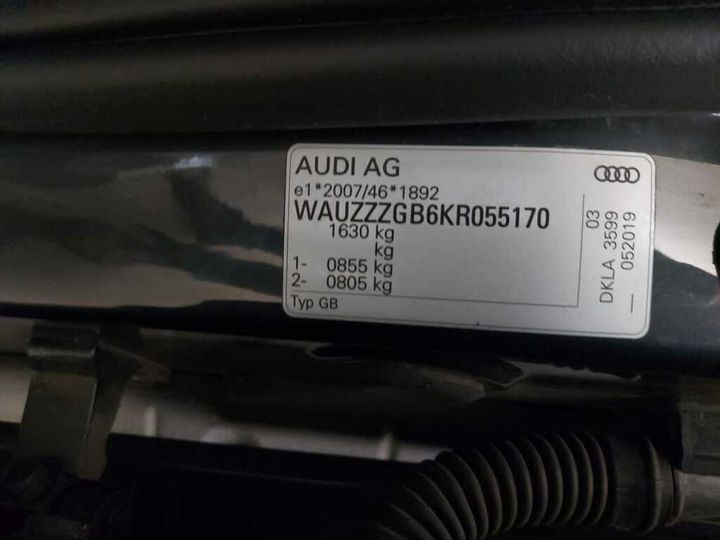 AUDI AG
e1*2007/46*1892
WAUZZZGB6KR055170
1630 kg
kg
1- 0855 kg
2- 0805 kg
Typ GB
03
DKLA 3599
— 052019